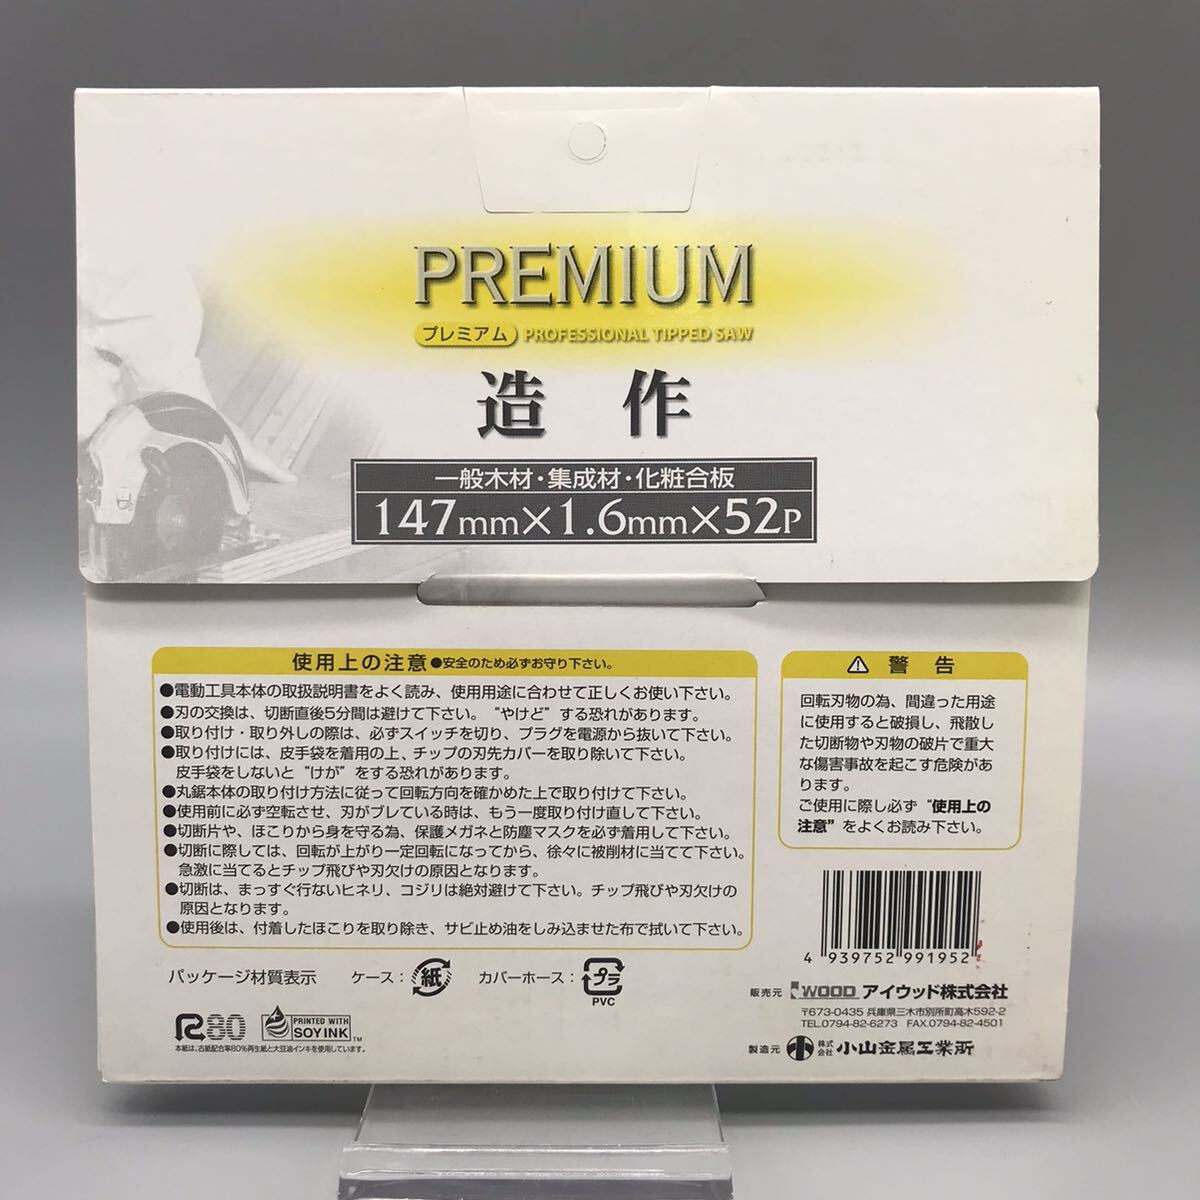 PREMIUM
プレミアム PROFESSIONAL TIPPED SAW
造作
一般木材・集成材・化粧合板
147mm×1.6mm×52P
使用上の注意 ●安全のため必ずお守り下さい。
●電動工具本体の取扱説明書をよく読み、使用用途に合わせて正しくお使い下さい。
●刃の交換は、切断直後5分間は避けて下さい。 “やけど”する恐れがあります。
●取り付け・取り外しの際は、必ずスイッチを切り、プラグを電源から抜いて下さい。
●取り付けには、皮手袋を着用の上、チップの刃先カバーを取り除いて下さい。
皮手袋をしないと“けが”をする恐れがあります。
●丸鋸本体の取り付け方法に従って回転方向を確かめた上で取り付けて下さい。
●使用前に必ず空転させ、刃がブレている時は、もう一度取り付け直して下さい。
●切断片や、ほこりから身を守る為、保護メガネと防塵マスクを必ず着用して下さい。
●切断に際しては、回転が上がり一定回転になってから、徐々に被削材に当てて下さい。
急激に当てるとチップ飛びや刃欠けの原因となります。
●切断は、まっすぐ行ないヒネリ、コジリは絶対避けて下さい。チップ飛びや刃欠けの
原因となります。
●使用後は、付着したほこりを取り除き、サビ止め油をしみ込ませた布で拭いて下さい。
⚠ 警告
回転刃物の為、間違った用途
に使用すると破損し、飛散し
た切断物や刃物の破片で重大
な傷害事故を起こす危険があ
ります。
ご使用に際し必ず“使用上の
注意”をよくお読み下さい。
4 939752 991952
パッケージ材質表示 ケース： 紙 カバーホース： プラ
PVC
R80 PRINTED WITH
SOY INK TM
本紙は、古紙配合率80%再生紙と大豆油インキを使用しています。
販売元 WOOD アイウッド株式会社
〒673-0435 兵庫県三木市別所町高木592-2
TEL.0794-82-6273 FAX.0794-82-4501
製造元 株式会社 小山金属工業所